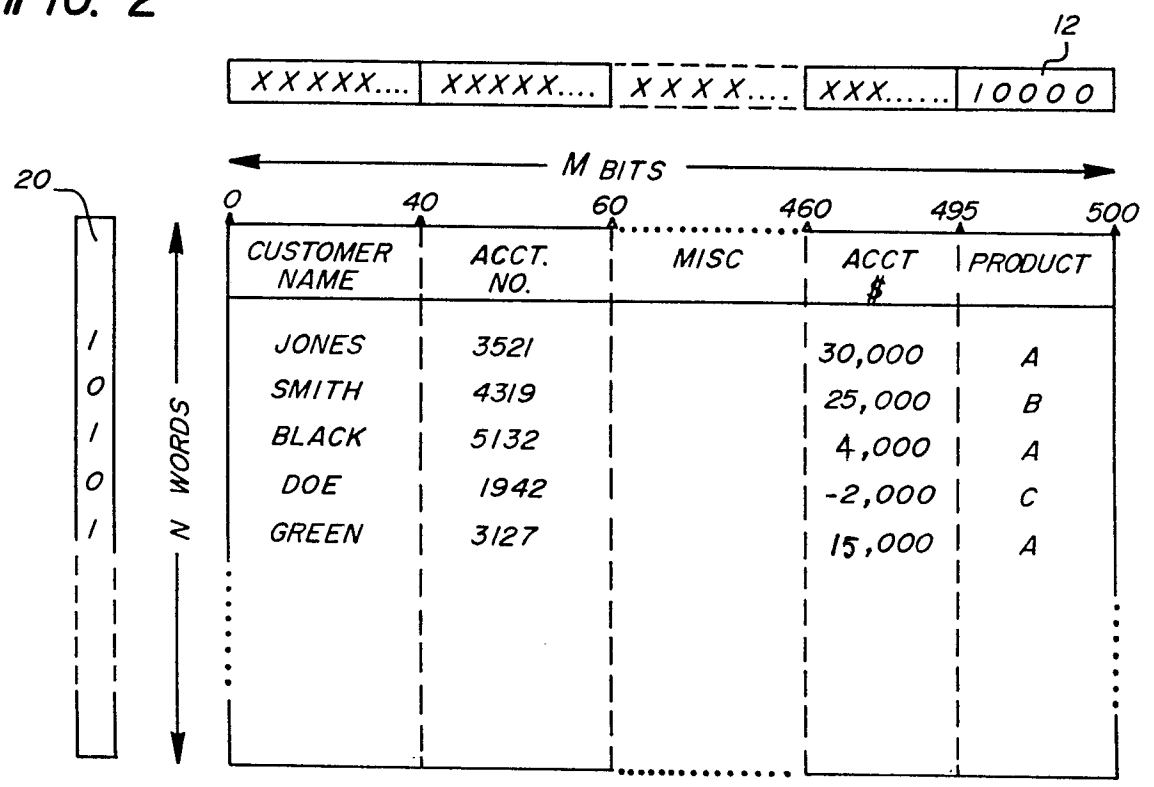 FIG. 2
12
XXXXX.... XXXXX.... XXXX.... XXX...... 10000
M BITS
20
0 40 60 460 495 500
CUSTOMER NAME ACCT. NO. MISC ACCT $ PRODUCT
1 JONES 3521 30,000 A
0 SMITH 4319 25,000 B
1 BLACK 5132 4,000 A
0 DOE 1942 -2,000 C
1 GREEN 3127 15,000 A
N WORDS